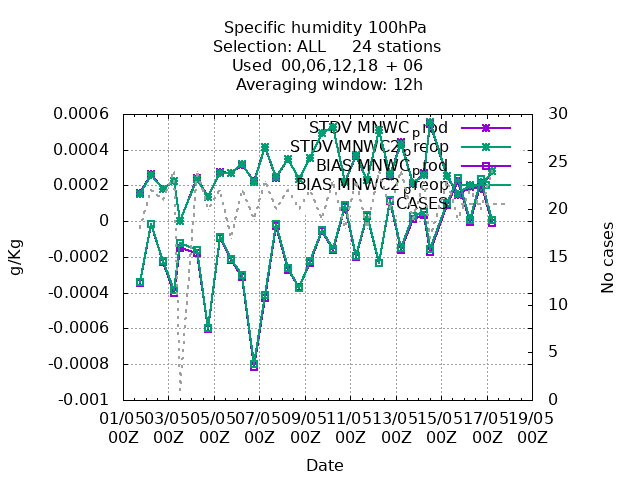 Specific humidity 100hPa
Selection: ALL 24 stations
Used 00,06,12,18 + 06
Averaging window: 12h
STDV MNWC_prod
STDV MNWC2_preop
BIAS MNWC_prod
BIAS MNWC2_preop
CASES
0.0006
0.0004
0.0002
0
-0.0002
-0.0004
-0.0006
-0.0008
-0.001
g/Kg
30
25
20
15
10
5
0
No cases
01/05 03/05 05/05 07/05 09/05 11/05 13/05 15/05 17/05 19/05
00Z 00Z 00Z 00Z 00Z 00Z 00Z 00Z 00Z 00Z
Date